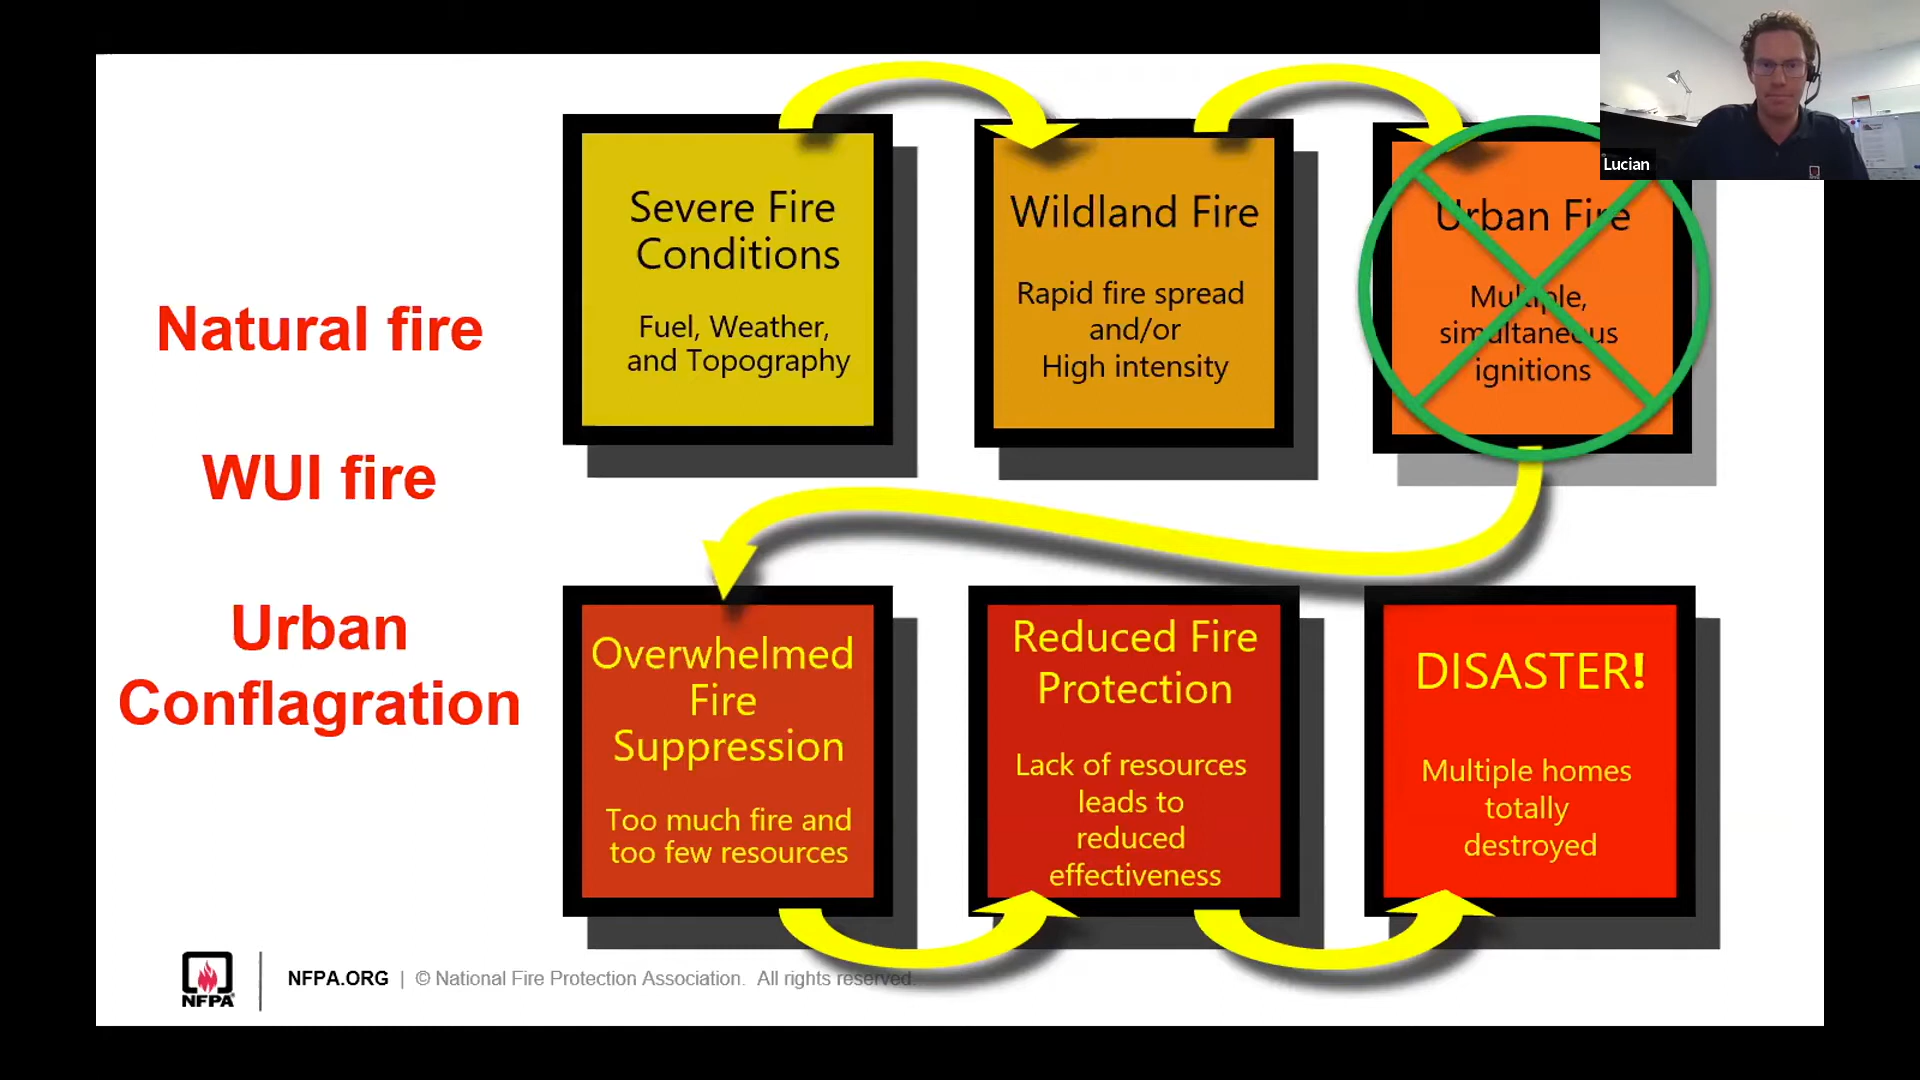 Lucian
Natural fire
WUI fire
Urban
Conflagration
Severe Fire
Conditions
Fuel, Weather,
and Topography
Wildland Fire
Rapid fire spread
and/or
High intensity
Urban Fire
Multiple,
simultaneous
ignitions
Overwhelmed
Fire
Suppression
Too much fire and
too few resources
Reduced Fire
Protection
Lack of resources
leads to
reduced
effectiveness
DISASTER!
Multiple homes
totally
destroyed
NFPA
NFPA.ORG | © National Fire Protection Association. All rights reserved.